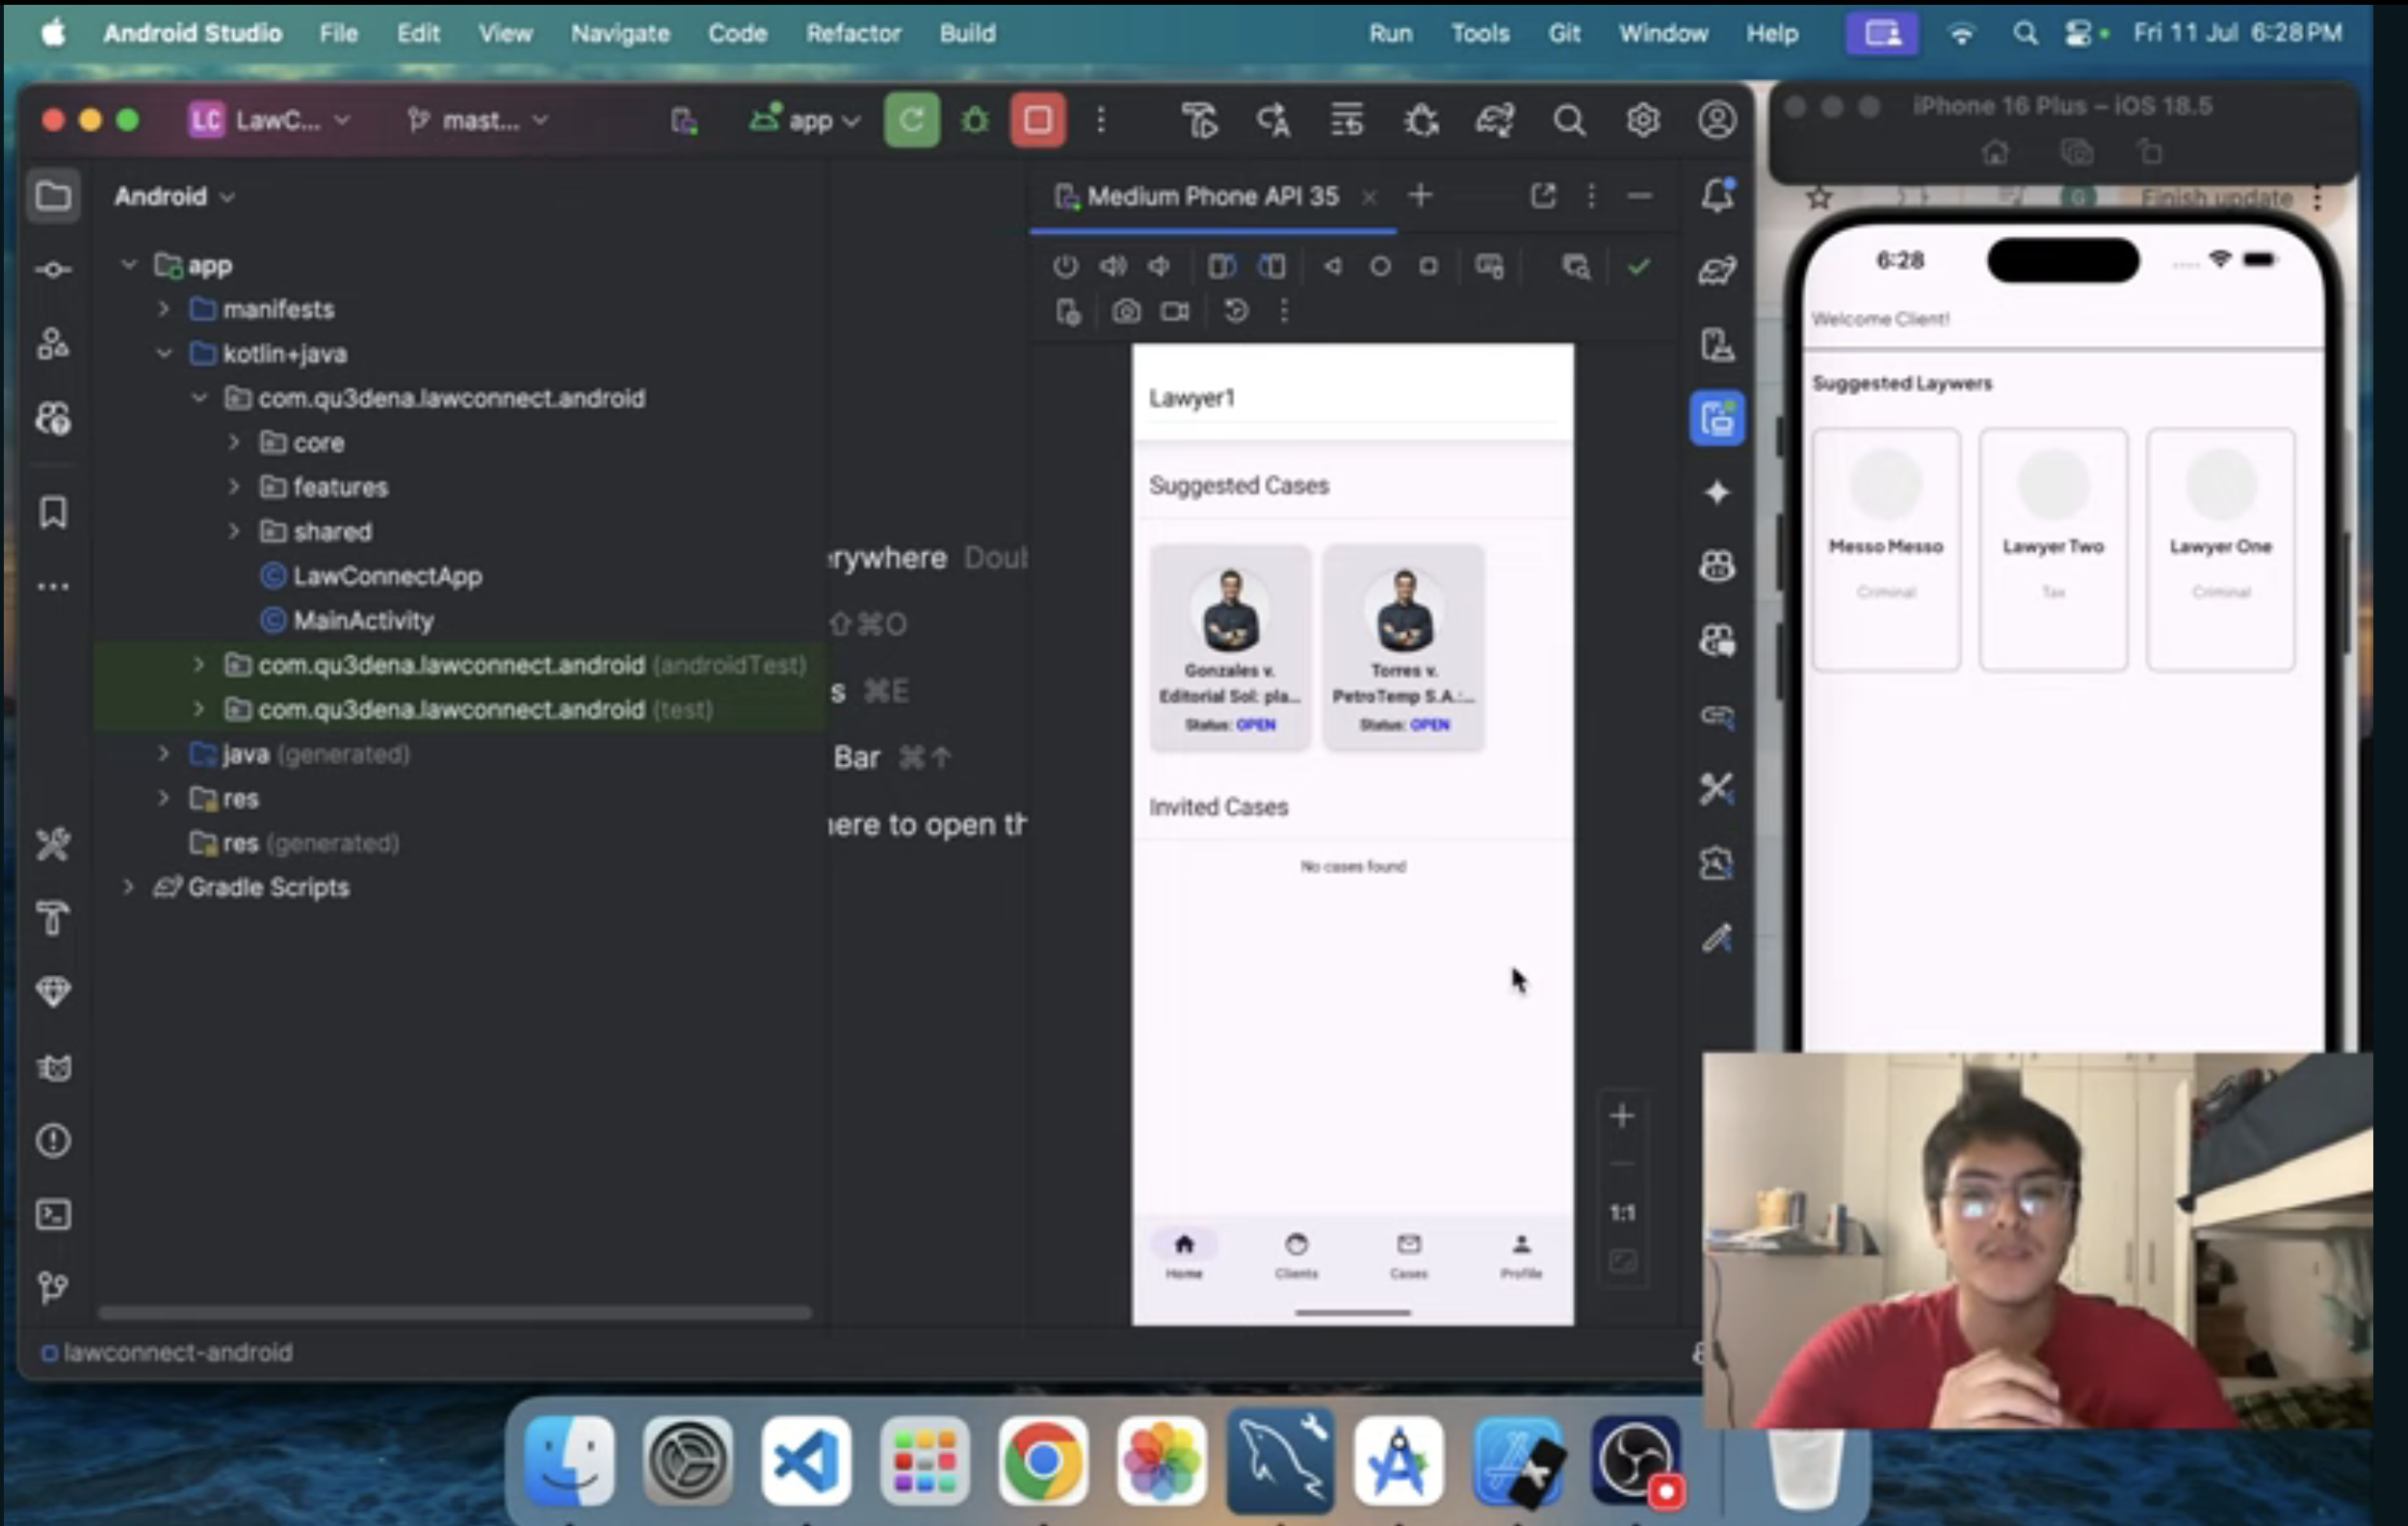 Android Studio File Edit View Navigate Code Refactor Build Run Tools Git Window Help Fri 11 Jul 6:28 PM
LC LawC... mast... app
iPhone 16 Plus – iOS 18.5
Android
Medium Phone API 35
Finish update
G
app
manifests
kotlin+java
com.qu3dena.lawconnect.android
core
features
shared
LawConnectApp
MainActivity
com.qu3dena.lawconnect.android (androidTest)
com.qu3dena.lawconnect.android (test)
java (generated)
res
res (generated)
Gradle Scripts
rywhere Doul
⇧⌘O
s ⌘E
Bar ⌘↑
ere to open th
Lawyer1
Suggested Cases
Gonzales v.
Editorial Sol: pla...
Status: OPEN
Torres v.
PetroTemp S.A.:...
Status: OPEN
Invited Cases
No cases found
Home Clients Cases Profile
1:1
6:28
Welcome Client!
Suggested Laywers
Messo Messo
Criminal
Lawyer Two
Tax
Lawyer One
Criminal
lawconnect-android